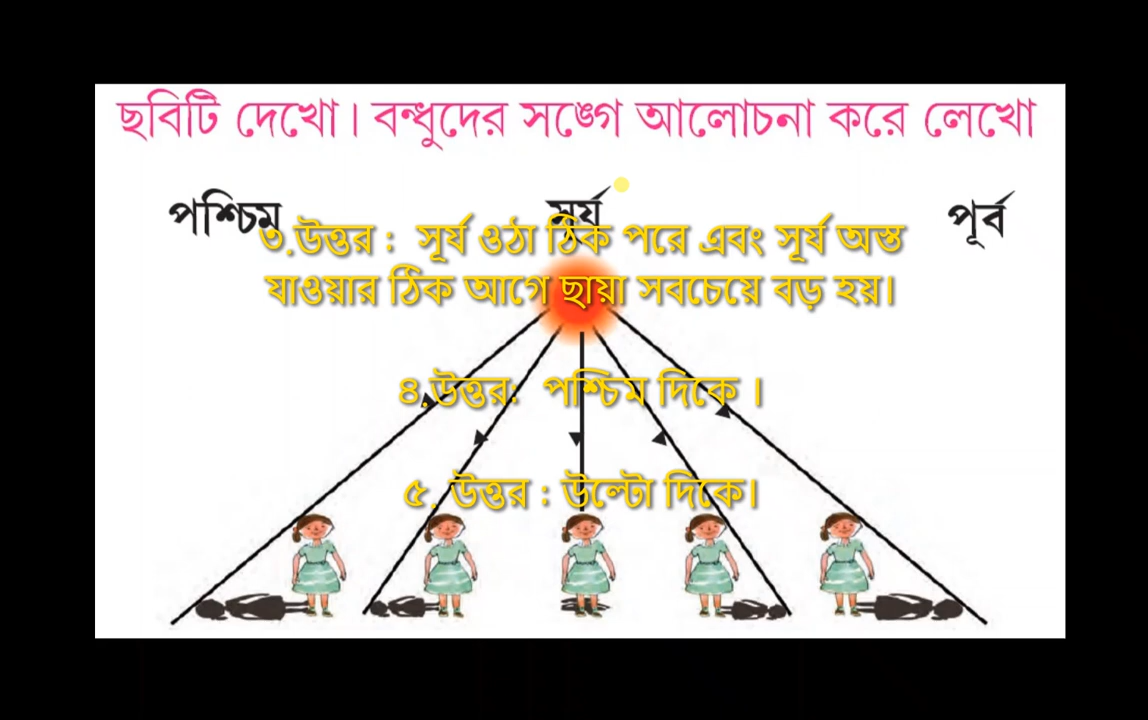 ছবিটি দেখো। বন্ধুদের সঙ্গে আলোচনা করে লেখো
পশ্চিম সূর্য পূর্ব
৩.উত্তর : সূর্য ওঠা ঠিক পরে এবং সূর্য অস্ত
যাওয়ার ঠিক আগে ছায়া সবচেয়ে বড় হয়।
৪.উত্তর: পশ্চিম দিকে ।
৫. উত্তর : উল্টো দিকে।